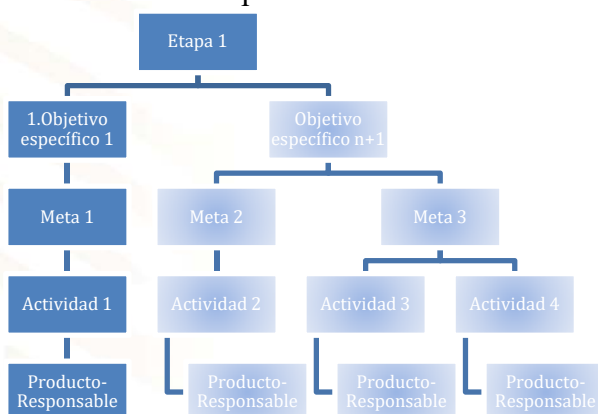 Etapa 1
1.Objetivo
específico 1
Objetivo
específico n+1
Meta 1
Meta 2
Meta 3
Actividad 1
Actividad 2
Actividad 3
Actividad 4
Producto-
Responsable
Producto-
Responsable
Producto-
Responsable
Producto-
Responsable